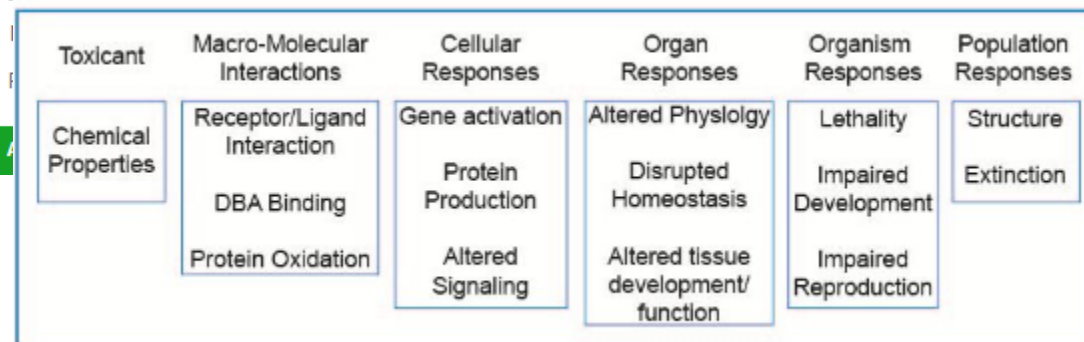 Toxicant
Chemical
Properties
Macro-Molecular
Interactions
Receptor/Ligand
Interaction
DBA Binding
Protein Oxidation
Cellular
Responses
Gene activation
Protein
Production
Altered
Signaling
Organ
Responses
Altered Physlolgy
Disrupted
Homeostasis
Altered tissue
development/
function
Organism
Responses
Lethality
Impaired
Development
Impaired
Reproduction
Population
Responses
Structure
Extinction